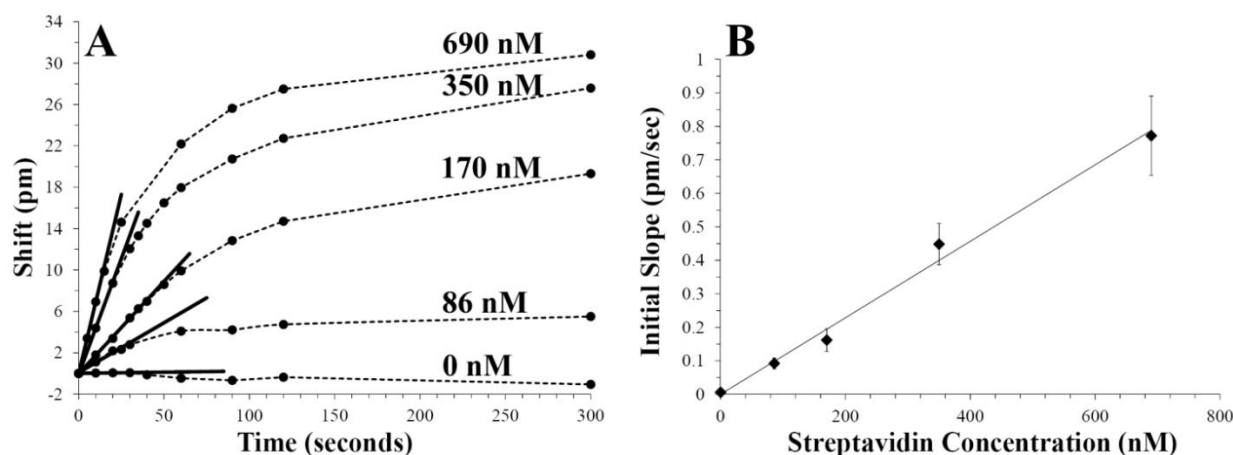 A
34
30
26
22
18
14
10
6
2
-2
Shift (pm)
690 nM
350 nM
170 nM
86 nM
0 nM
0 50 100 150 200 250 300
Time (seconds)
B
1
0.9
0.8
0.7
0.6
0.5
0.4
0.3
0.2
0.1
0
Initial Slope (pm/sec)
0 200 400 600 800
Streptavidin Concentration (nM)